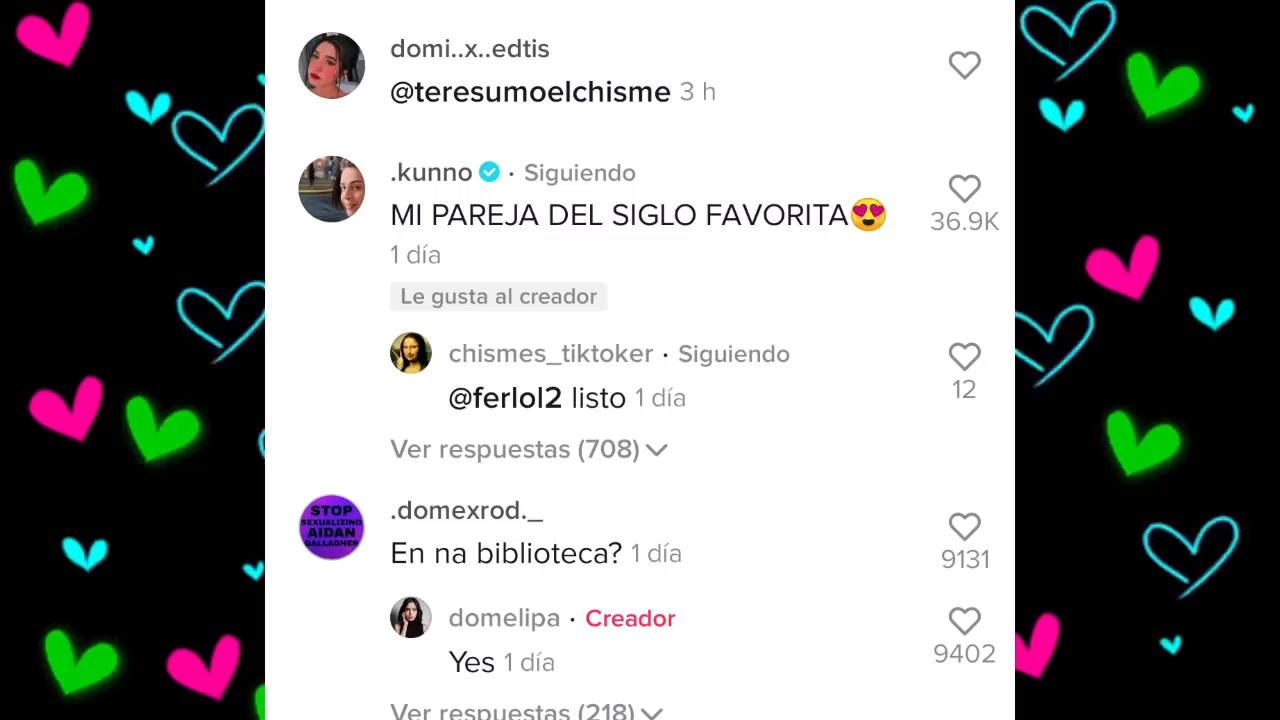 domi..x..edtis
@teresumoelchisme 3 h
.kunno · Siguiendo
MI PAREJA DEL SIGLO FAVORITA😍
36.9K
1 día
Le gusta al creador
chismes_tiktoker · Siguiendo
@ferlol2 listo 1 día
12
Ver respuestas (708)
STOP
SEXUALIZING
AIDAN
GALLAGHER
.domexrod._
En na biblioteca? 1 día
9131
domelipa · Creador
Yes 1 día
9402
Ver respuestas (218)